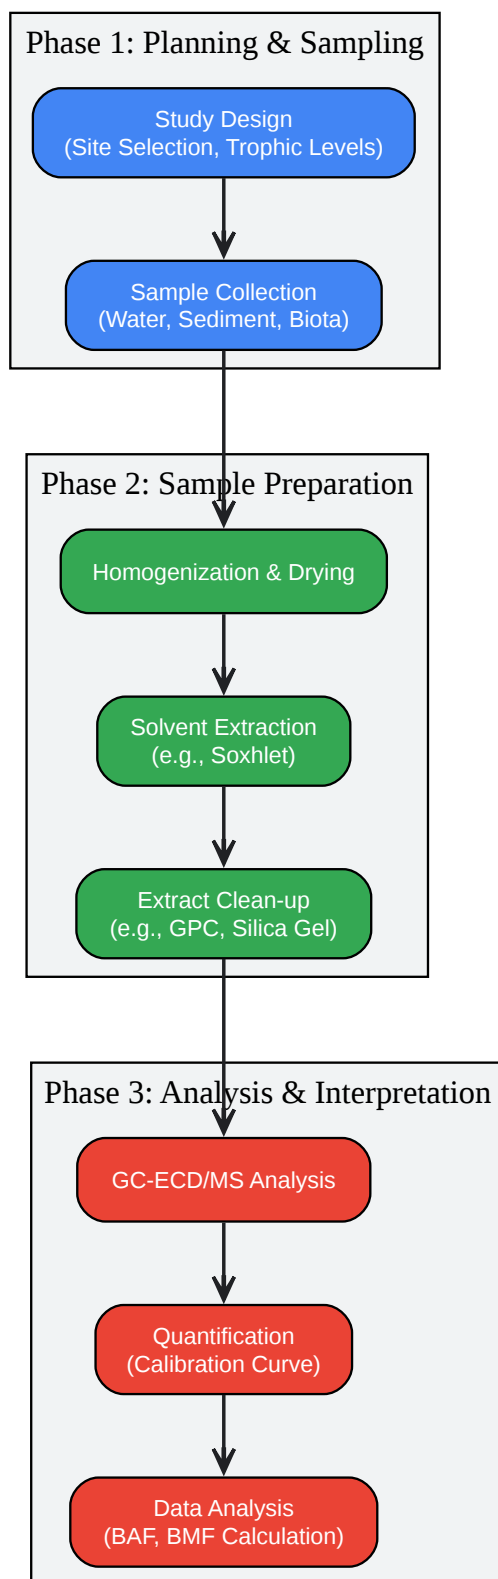 Phase 1: Planning & Sampling
Study Design
(Site Selection, Trophic Levels)
Sample Collection
(Water, Sediment, Biota)
Phase 2: Sample Preparation
Homogenization & Drying
Solvent Extraction
(e.g., Soxhlet)
Extract Clean-up
(e.g., GPC, Silica Gel)
Phase 3: Analysis & Interpretation
GC-ECD/MS Analysis
Quantification
(Calibration Curve)
Data Analysis
(BAF, BMF Calculation)